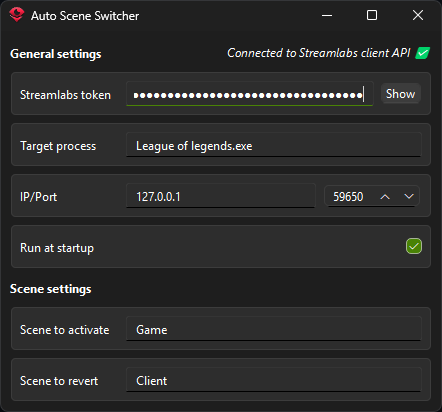 Auto Scene Switcher
General settings
Connected to Streamlabs client API
Streamlabs token
••••••••••••••••••••••••••••••••••
Show
Target process
League of legends.exe
IP/Port
127.0.0.1
59650
Run at startup
Scene settings
Scene to activate
Game
Scene to revert
Client